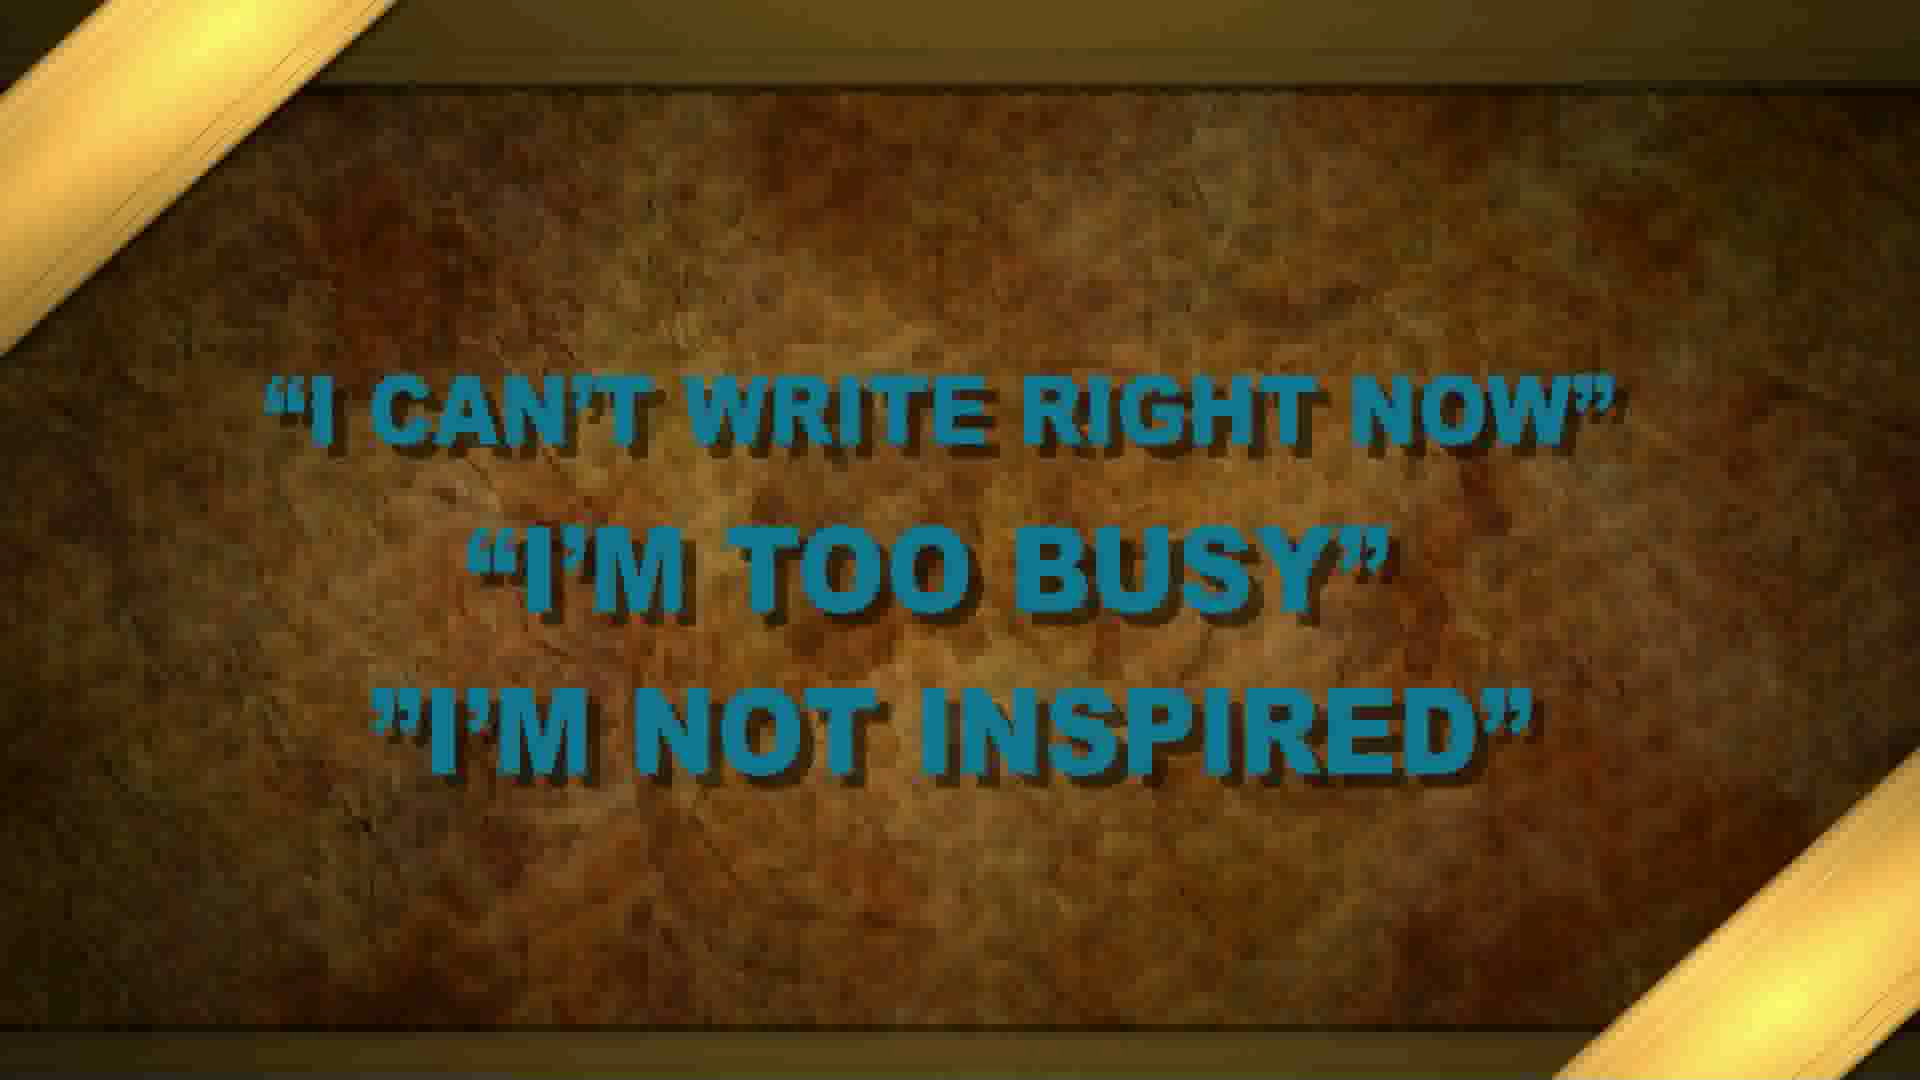 “I CAN’T WRITE RIGHT NOW”
“I’M TOO BUSY”
”I’M NOT INSPIRED”